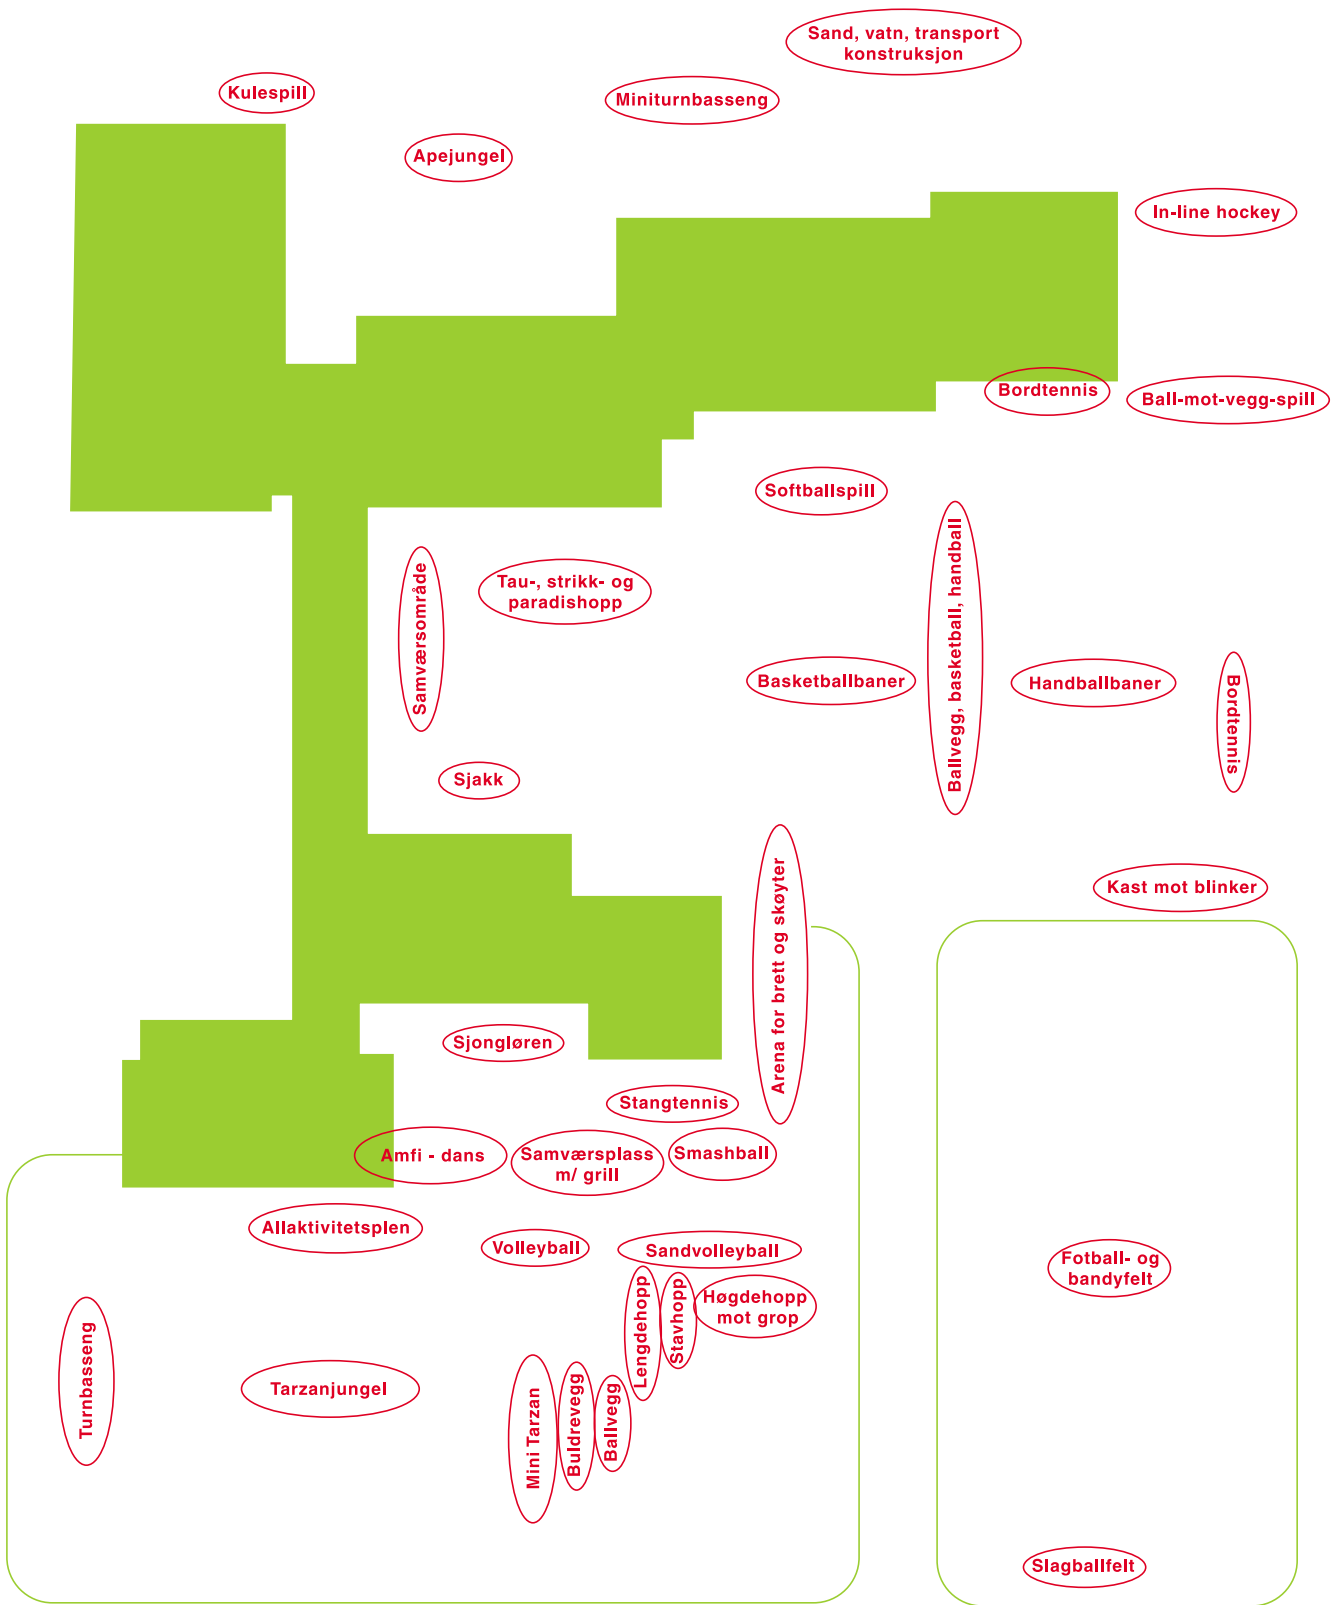 Sand, vatn, transport
konstruksjon
Kulespill
Miniturnbasseng
Apejungel
In-line hockey
Bordtennis
Ball-mot-vegg-spill
Softballspill
Samværsområde
Tau-, strikk- og
paradishopp
Ballvegg, basketball, handball
Basketballbaner
Handballbaner
Bordtennis
Sjakk
Arena for brett og skøyter
Kast mot blinker
Sjongløren
Stangtennis
Amfi - dans
Samværsplass
m/ grill
Smashball
Allaktivitetsplen
Volleyball
Sandvolleyball
Fotball- og
bandyfelt
Lengdehopp
Stavhopp
Høgdehopp
mot grop
Turnbasseng
Tarzanjungel
Mini Tarzan
Buldrevegg
Ballvegg
Slagballfelt